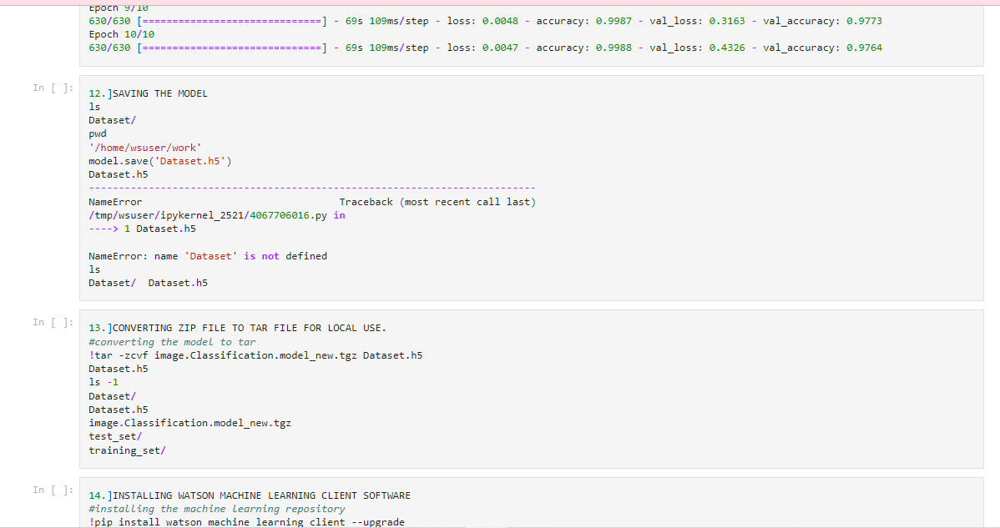 Epoch 9/10
630/630 [==============================] - 69s 109ms/step - loss: 0.0048 - accuracy: 0.9987 - val_loss: 0.3163 - val_accuracy: 0.9773
Epoch 10/10
630/630 [==============================] - 69s 109ms/step - loss: 0.0047 - accuracy: 0.9988 - val_loss: 0.4326 - val_accuracy: 0.9764
In [ ]:
12.]SAVING THE MODEL
ls
Dataset/
pwd
'/home/wsuser/work'
model.save('Dataset.h5')
Dataset.h5
---------------------------------------------------------------------------
NameError                                 Traceback (most recent call last)
/tmp/wsuser/ipykernel_2521/4067706016.py in
----> 1 Dataset.h5
NameError: name 'Dataset' is not defined
ls
Dataset/  Dataset.h5
In [ ]:
13.]CONVERTING ZIP FILE TO TAR FILE FOR LOCAL USE.
#converting the model to tar
!tar -zcvf image.Classification.model_new.tgz Dataset.h5
Dataset.h5
ls -1
Dataset/
Dataset.h5
image.Classification.model_new.tgz
test_set/
training_set/
In [ ]:
14.]INSTALLING WATSON MACHINE LEARNING CLIENT SOFTWARE
#installing the machine learning repository
!pip install watson machine learning client --upgrade